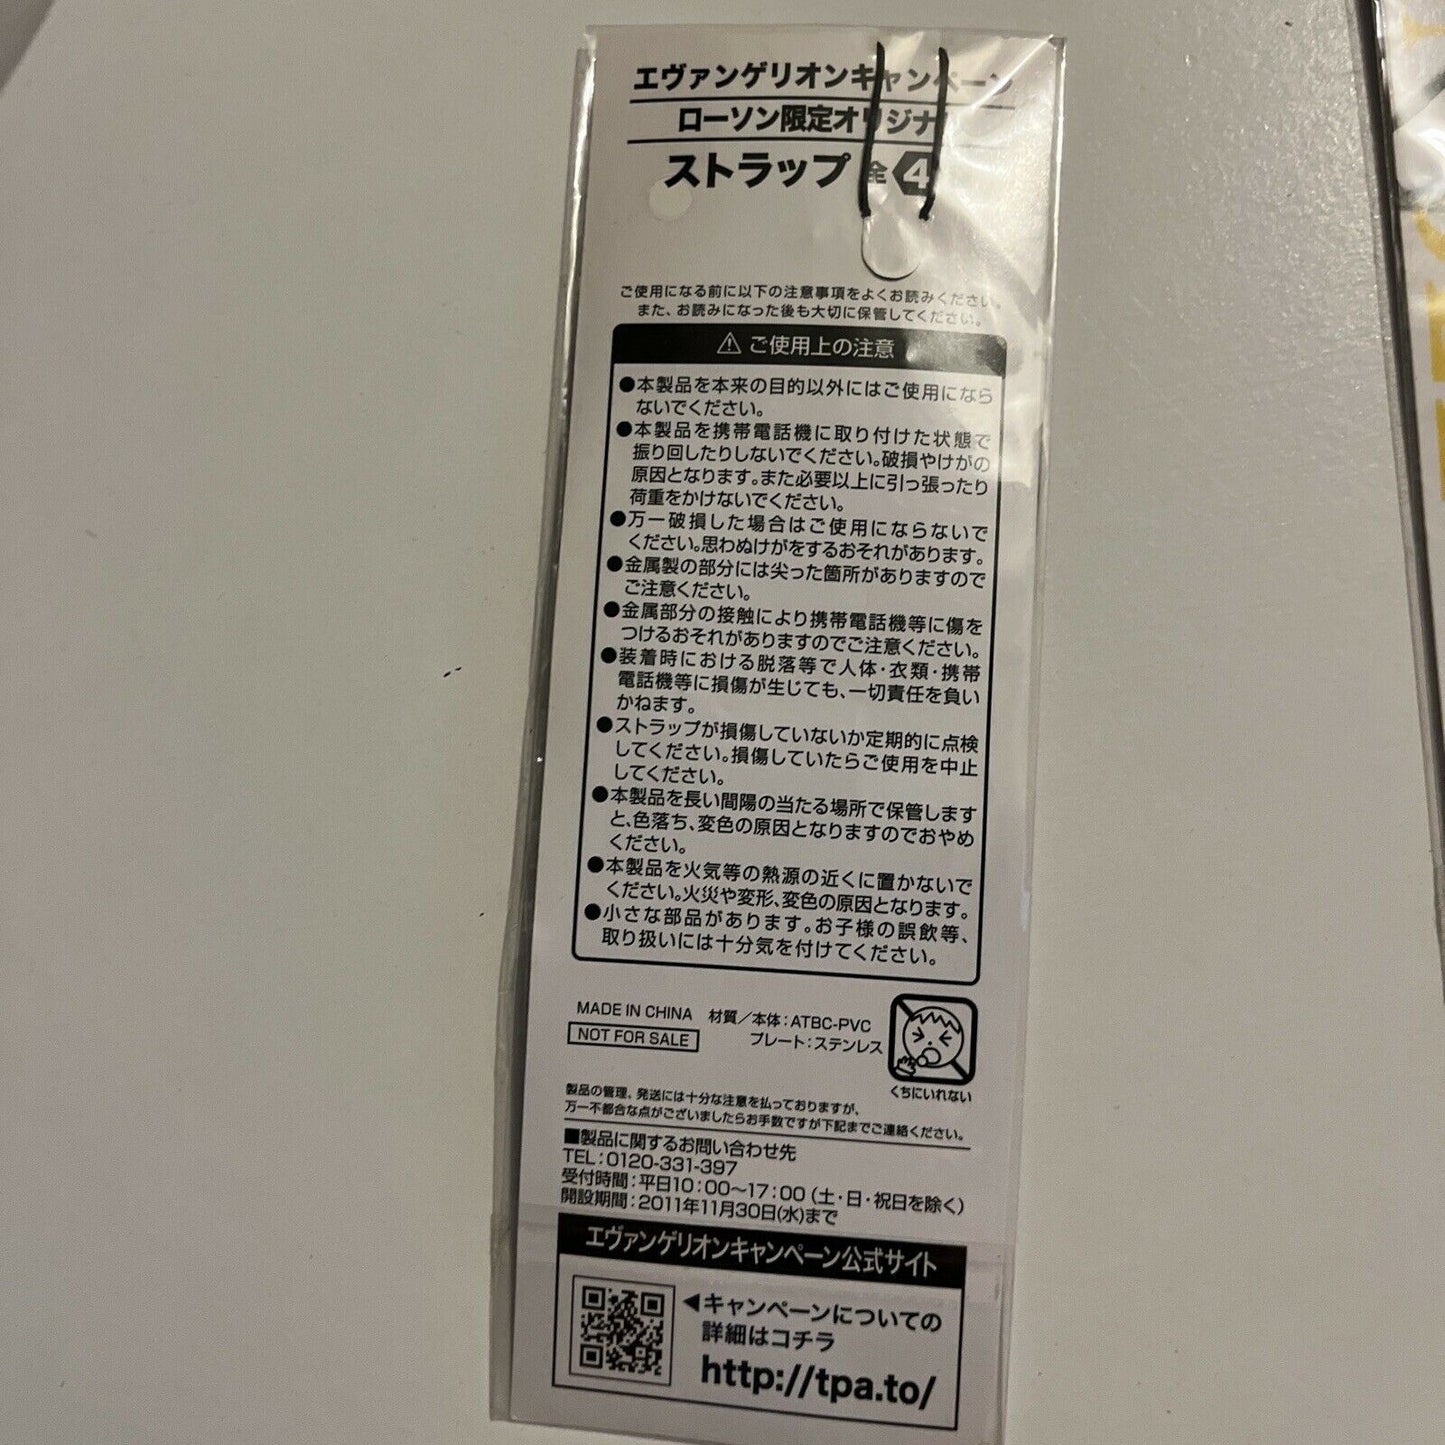 エヴァンゲリオンキャンペーン
ローソン限定オリジナル
ストラップ 全4
ご使用になる前に以下の注意事項をよくお読みください。
また、お読みになった後も大切に保管してください。
⚠ ご使用上の注意
●本製品を本来の目的以外にはご使用になら
ないでください。
●本製品を携帯電話機に取り付けた状態で
振り回したりしないでください。破損やけがの
原因となります。また必要以上に引っ張ったり
荷重をかけないでください。
●万一破損した場合はご使用にならないで
ください。思わぬけがをするおそれがあります。
●金属製の部分には尖った箇所がありますので
ご注意ください。
●金属部分の接触により携帯電話機等に傷を
つけるおそれがありますのでご注意ください。
●装着時における脱落等で人体・衣類・携帯
電話機等に損傷が生じても、一切責任を負い
かねます。
●ストラップが損傷していないか定期的に点検
してください。損傷していたらご使用を中止
してください。
●本製品を長い間陽の当たる場所で保管します
と、色落ち、変色の原因となりますのでおやめ
ください。
●本製品を火気等の熱源の近くに置かないで
ください。火災や変形、変色の原因となります。
●小さな部品があります。お子様の誤飲等、
取り扱いには十分気を付けてください。
MADE IN CHINA 材質／本体：ATBC-PVC
NOT FOR SALE プレート：ステンレス
くちにいれない
製品の管理、発送には十分な注意を払っておりますが、
万一不都合な点がございましたらお手数ですが下記までご連絡ください。
■製品に関するお問い合わせ先
TEL：0120-331-397
受付時間：平日10：00〜17：00（土・日・祝日を除く）
開設期間：2011年11月30日(水)まで
エヴァンゲリオンキャンペーン公式サイト
◀キャンペーンについての
詳細はコチラ
http://tpa.to/